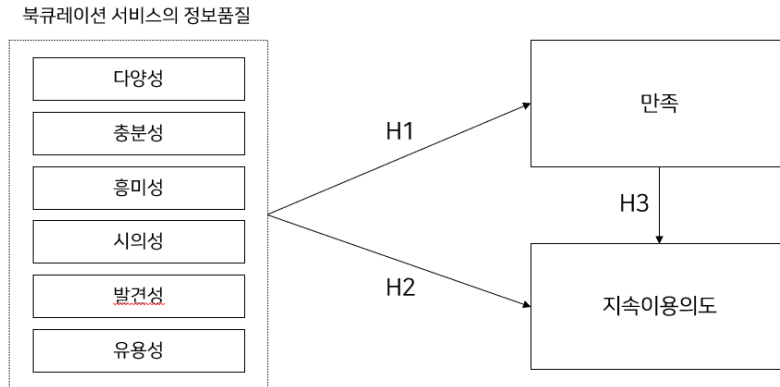 북큐레이션 서비스의 정보품질
다양성
충분성
흥미성
시의성
발견성
유용성
H1
H2
만족
H3
지속이용의도